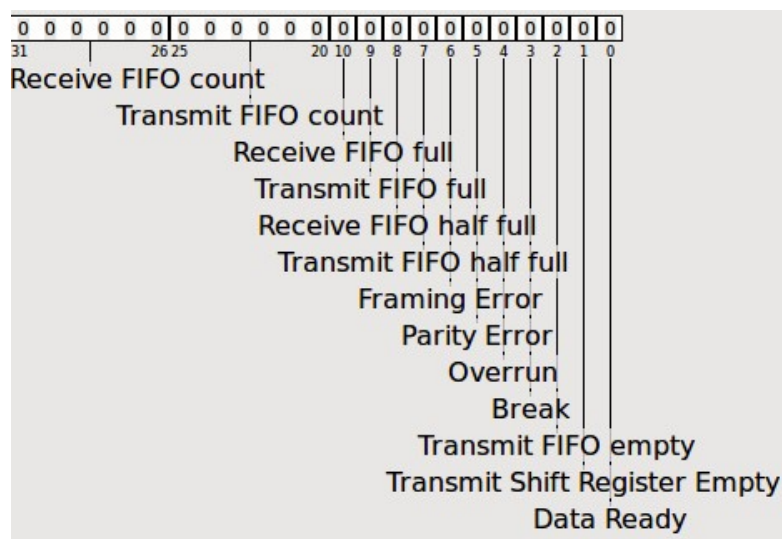 0 0 0 0 0 0 0 0 0 0 0 0 0 0 0 0 0 0 0 0 0 0 0
31 26 25 20 10 9 8 7 6 5 4 3 2 1 0
Receive FIFO count
Transmit FIFO count
Receive FIFO full
Transmit FIFO full
Receive FIFO half full
Transmit FIFO half full
Framing Error
Parity Error
Overrun
Break
Transmit FIFO empty
Transmit Shift Register Empty
Data Ready